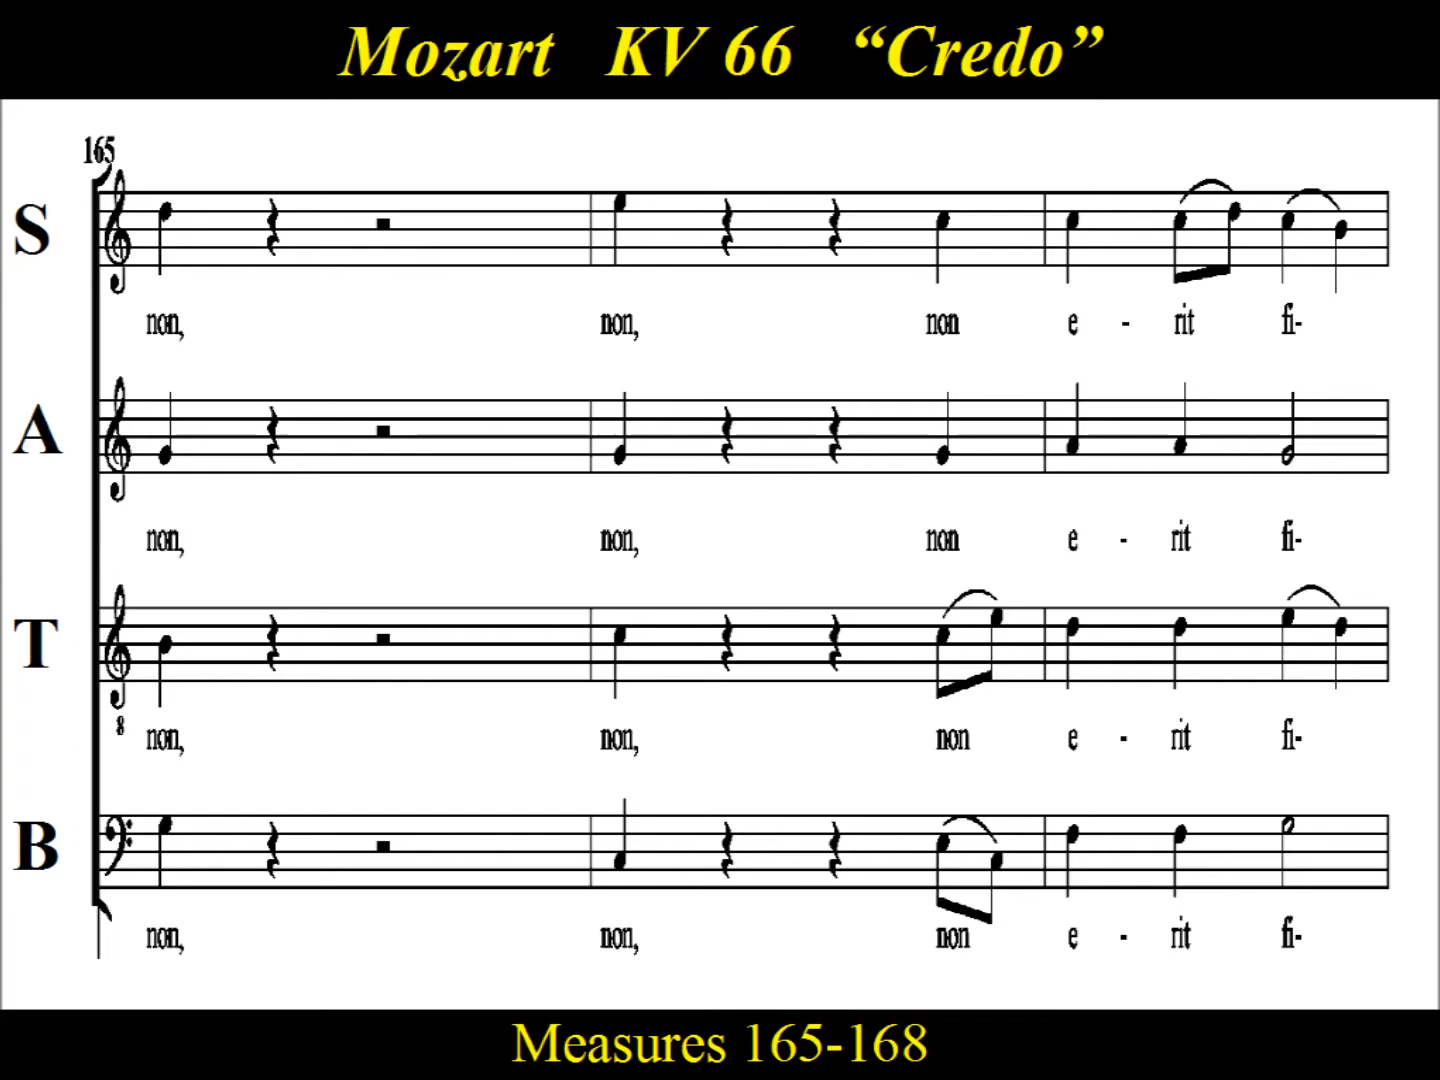 Mozart KV 66 “Credo”
165
S
non, non, non e - rit fi-
A
non, non, non e - rit fi-
T
8
non, non, non e - rit fi-
B
non, non, non e - rit fi-
Measures 165-168